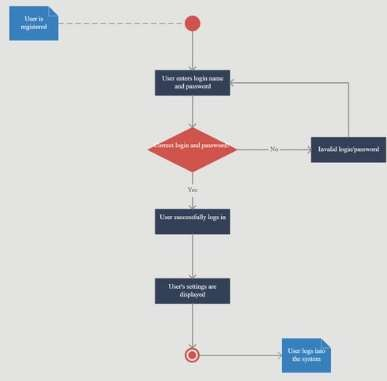 User is
registered
User enters login name
and password
Correct login and password?
No
Invalid login/password
Yes
User successfully logs in
User's settings are
displayed
User logs into
the system